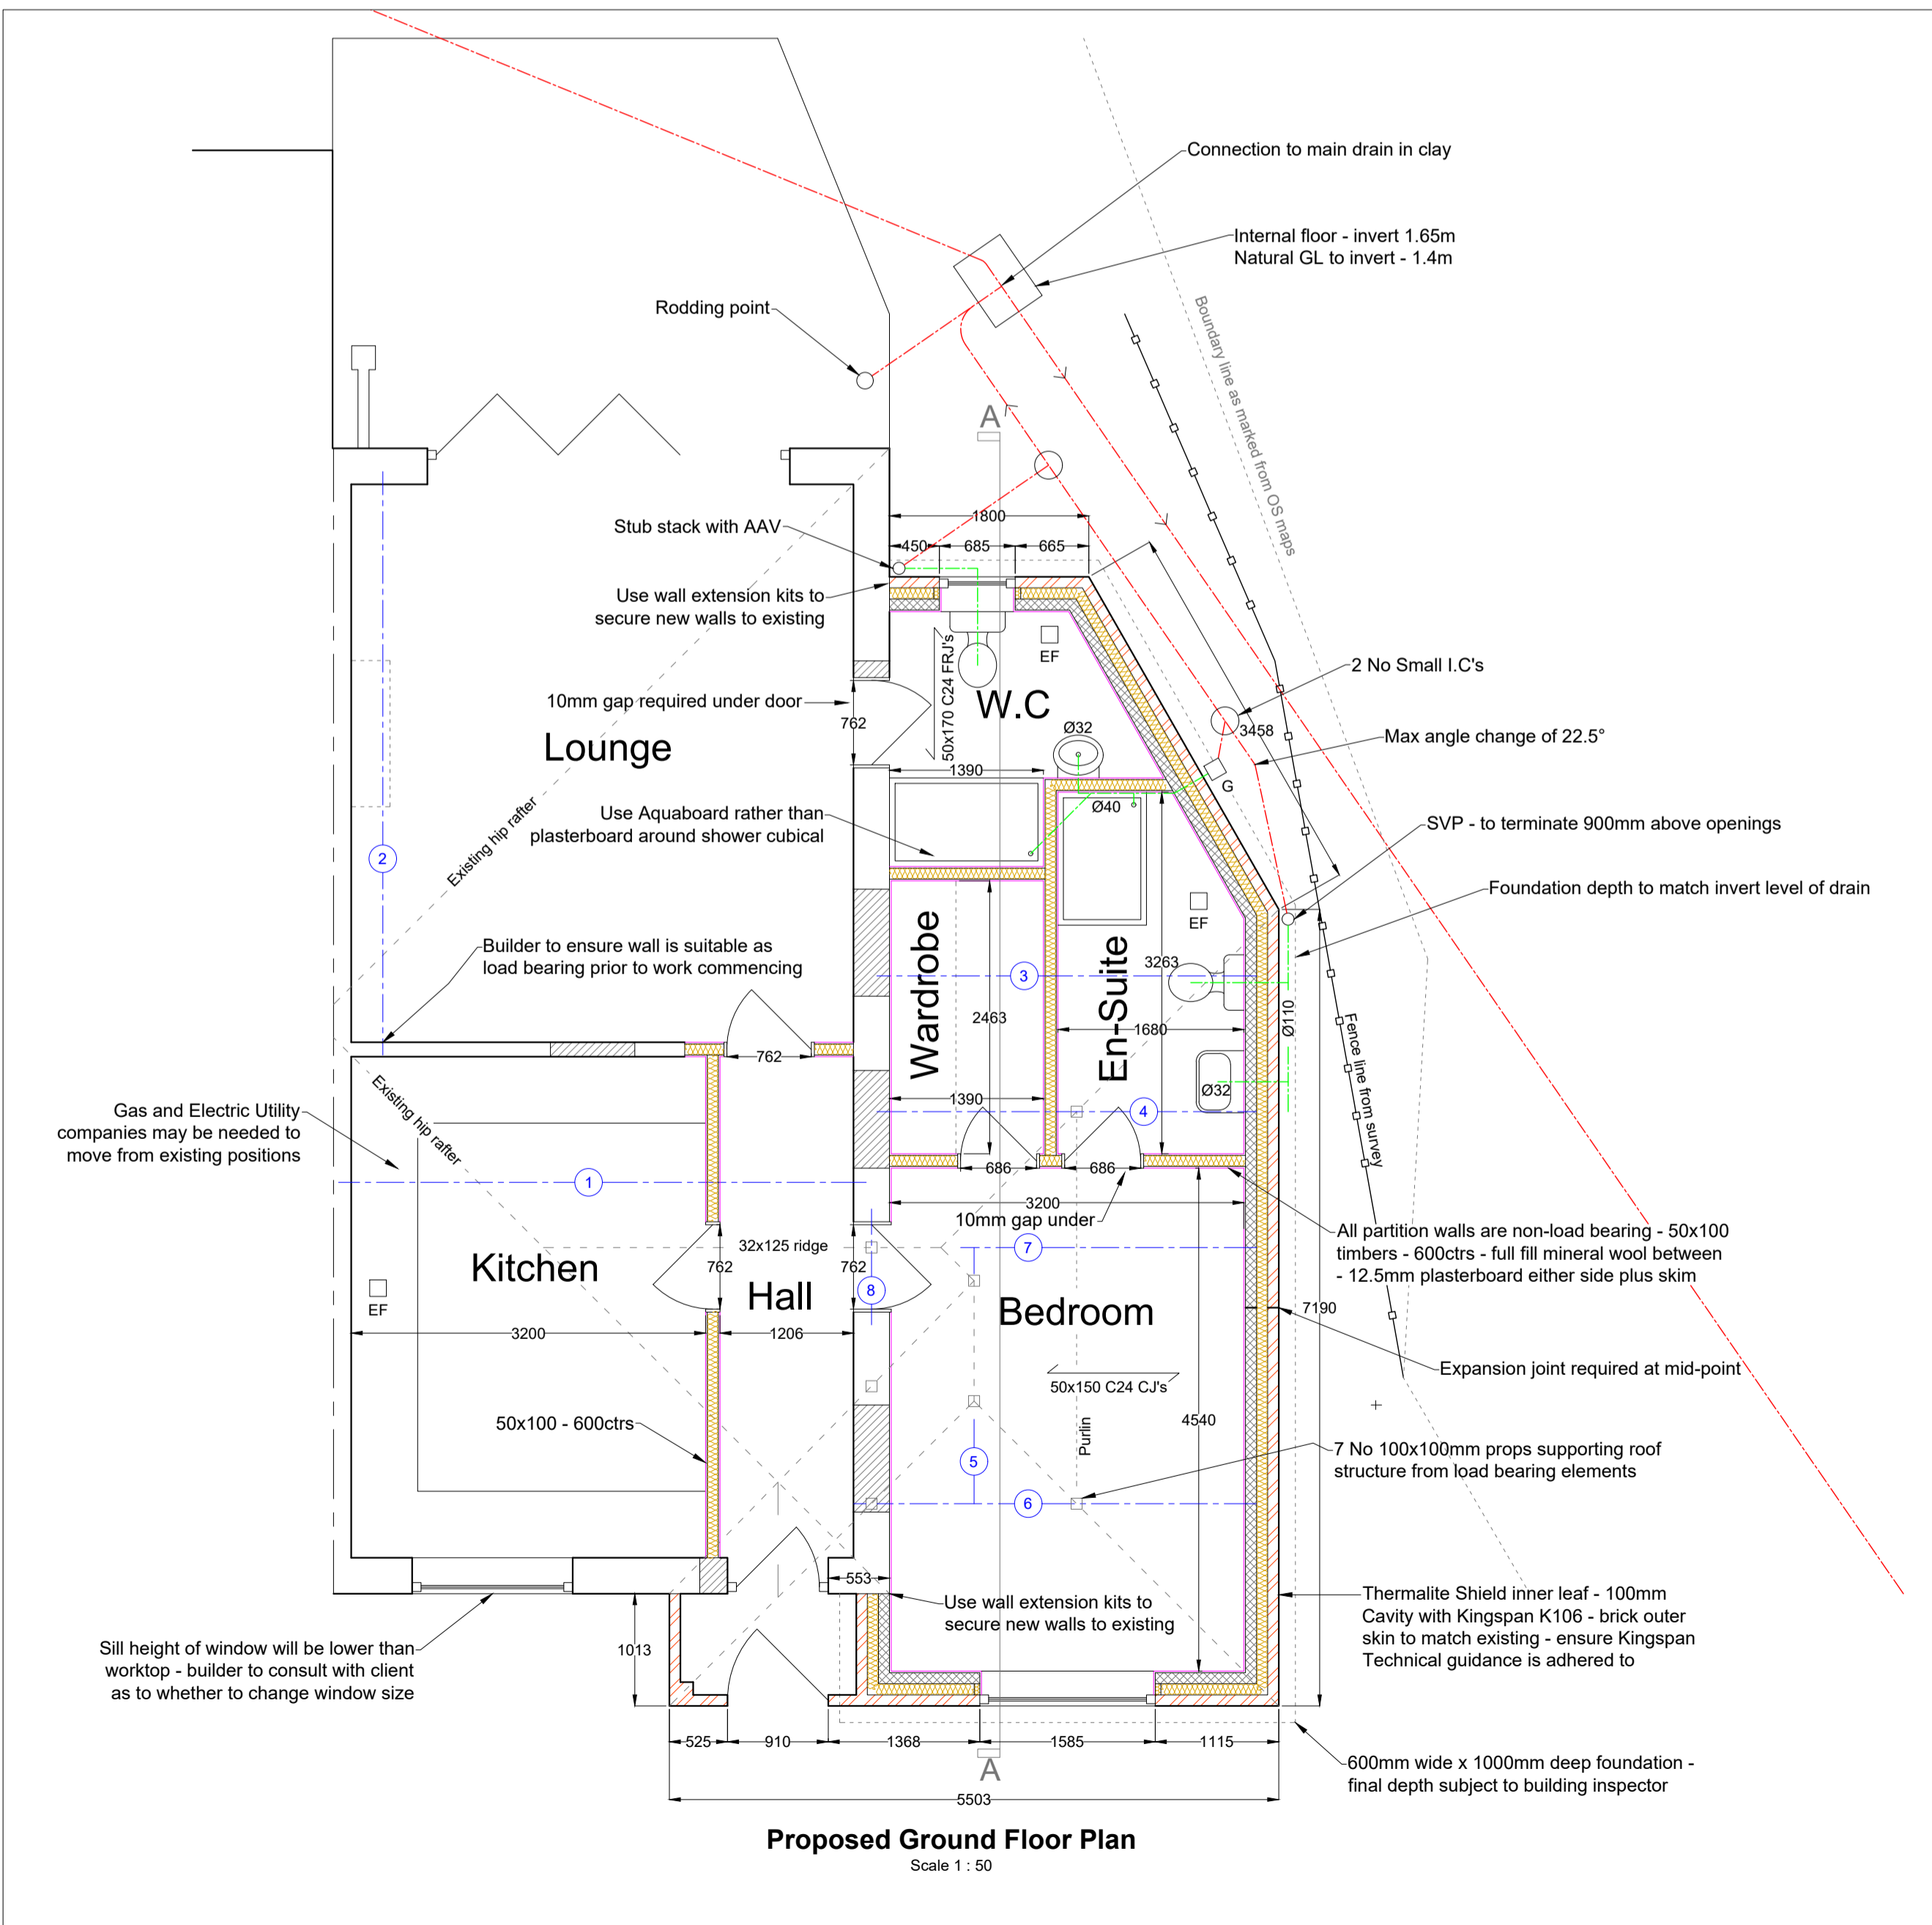 Connection to main drain in clay
Internal floor - invert 1.65m
Natural GL to invert - 1.4m
Rodding point
Boundary line as marked from OS maps
A
1800
Stub stack with AAV
450
685
665
Use wall extension kits to
secure new walls to existing
50x170 C24 FRJ's
EF
2 No Small I.C's
10mm gap required under door
W.C
762
Ø32
3458
Max angle change of 22.5°
Lounge
1390
G
Existing hip rafter
Use Aquaboard rather than
plasterboard around shower cubical
Ø40
SVP - to terminate 900mm above openings
2
Foundation depth to match invert level of drain
EF
Builder to ensure wall is suitable as
load bearing prior to work commencing
Wardrobe
En-Suite
3
3263
2463
1680
Ø110
Fence line from survey
762
Existing hip rafter
Ø32
Gas and Electric Utility
companies may be needed to
move from existing positions
1390
4
686
686
1
3200
10mm gap under
All partition walls are non-load bearing - 50x100
timbers - 600ctrs - full fill mineral wool between
- 12.5mm plasterboard either side plus skim
32x125 ridge
7
Kitchen
762
762
Hall
8
EF
Bedroom
7190
3200
1206
Expansion joint required at mid-point
50x150 C24 CJ's
50x100 - 600ctrs
4540
Purlin
7 No 100x100mm props supporting roof
structure from load bearing elements
5
6
553
Use wall extension kits to
secure new walls to existing
Thermalite Shield inner leaf - 100mm
Cavity with Kingspan K106 - brick outer
skin to match existing - ensure Kingspan
Technical guidance is adhered to
Sill height of window will be lower than
worktop - builder to consult with client
as to whether to change window size
1013
525
910
1368
1585
1115
A
600mm wide x 1000mm deep foundation -
final depth subject to building inspector
5503
Proposed Ground Floor Plan
Scale 1 : 50